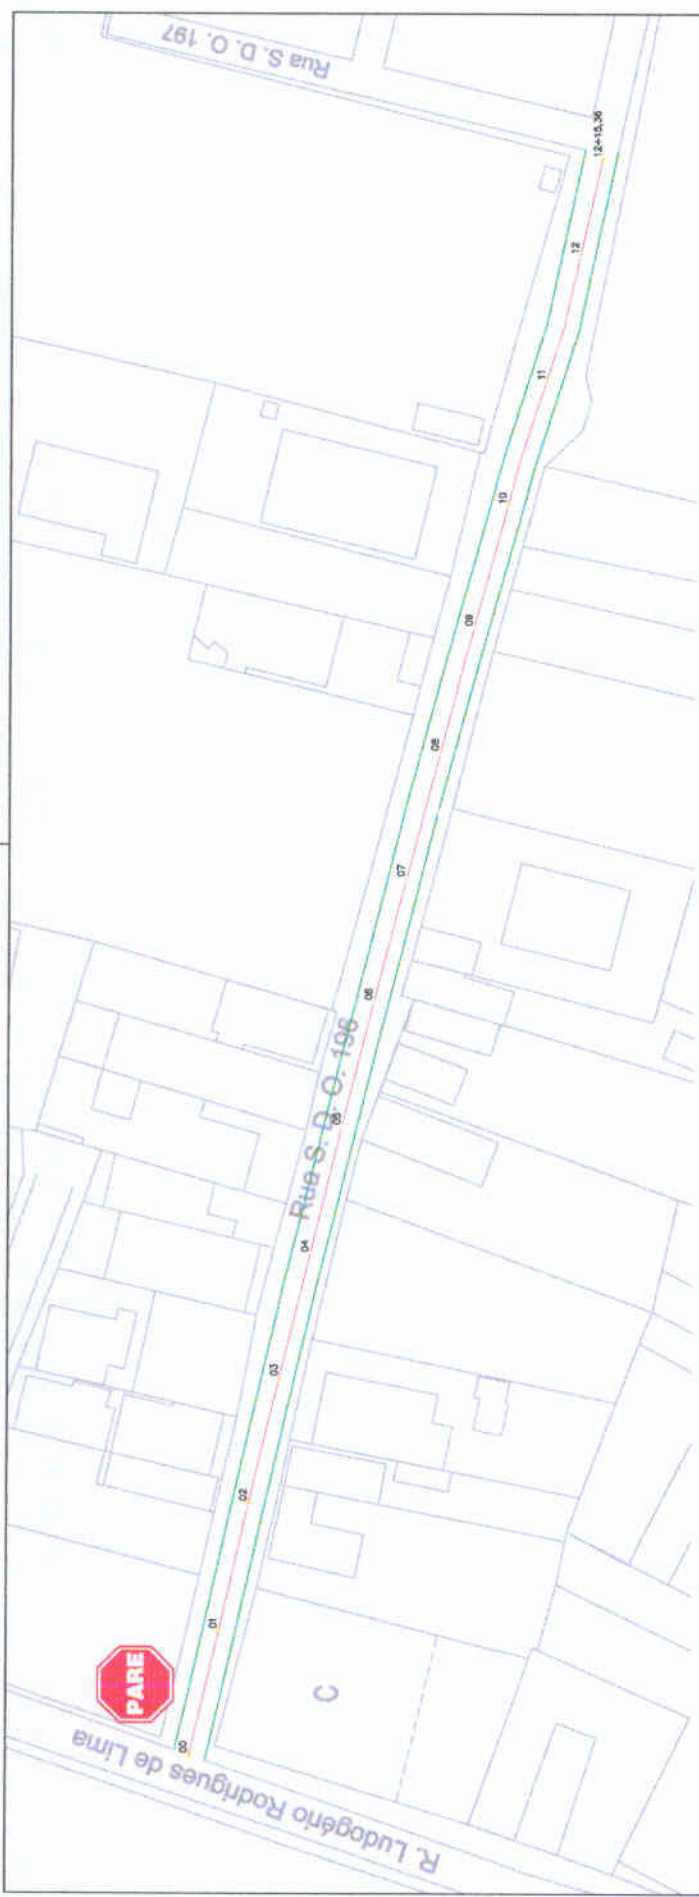 Rua S. D. O. 197
12+15,36
12
11
10
09
08
07
06
05
Rua S. D. O. 196
04
03
02
01
PARE
00
C
R. Ludogério Rodrigues de Lima